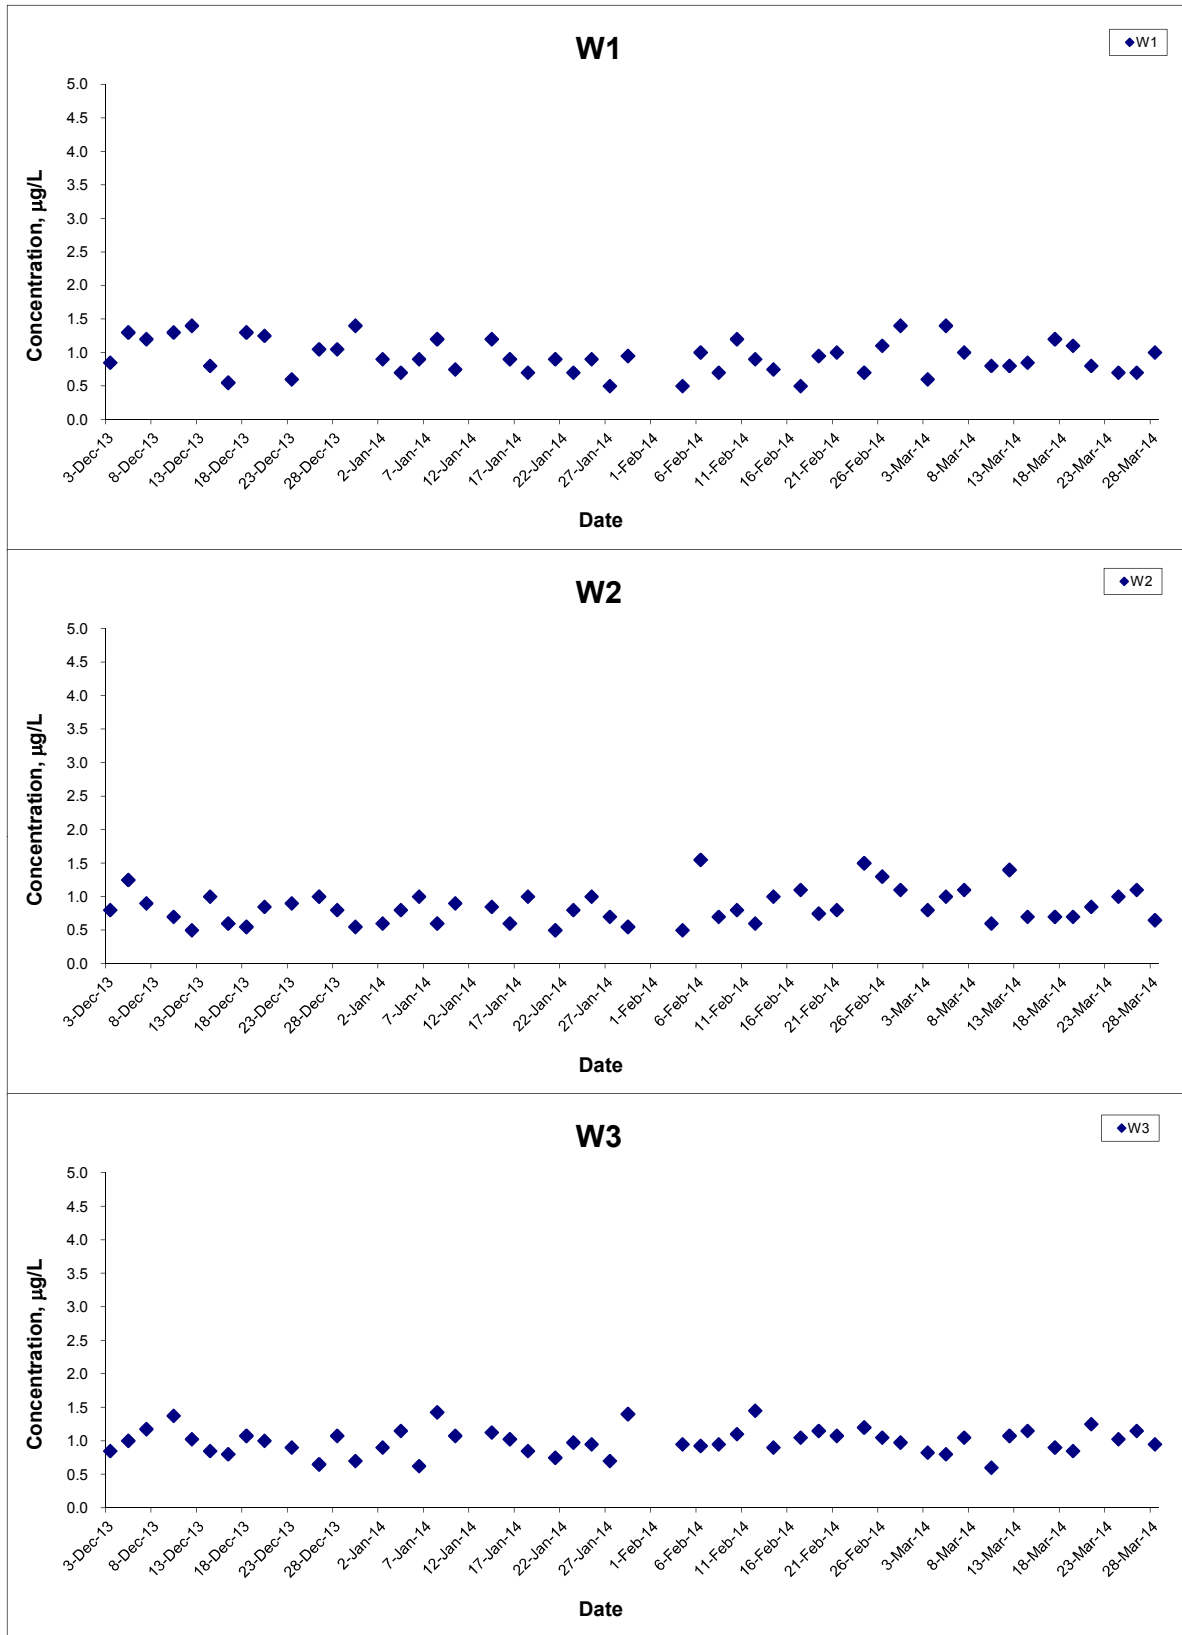 W1
W1
5.0
4.5
4.0
3.5
3.0
2.5
2.0
1.5
1.0
0.5
0.0
Concentration, µg/L
3-Dec-13
8-Dec-13
13-Dec-13
18-Dec-13
23-Dec-13
28-Dec-13
2-Jan-14
7-Jan-14
12-Jan-14
17-Jan-14
22-Jan-14
27-Jan-14
1-Feb-14
6-Feb-14
11-Feb-14
16-Feb-14
21-Feb-14
26-Feb-14
3-Mar-14
8-Mar-14
13-Mar-14
18-Mar-14
23-Mar-14
28-Mar-14
Date
W2
W2
5.0
4.5
4.0
3.5
3.0
2.5
2.0
1.5
1.0
0.5
0.0
Concentration, µg/L
3-Dec-13
8-Dec-13
13-Dec-13
18-Dec-13
23-Dec-13
28-Dec-13
2-Jan-14
7-Jan-14
12-Jan-14
17-Jan-14
22-Jan-14
27-Jan-14
1-Feb-14
6-Feb-14
11-Feb-14
16-Feb-14
21-Feb-14
26-Feb-14
3-Mar-14
8-Mar-14
13-Mar-14
18-Mar-14
23-Mar-14
28-Mar-14
Date
W3
W3
5.0
4.5
4.0
3.5
3.0
2.5
2.0
1.5
1.0
0.5
0.0
Concentration, µg/L
3-Dec-13
8-Dec-13
13-Dec-13
18-Dec-13
23-Dec-13
28-Dec-13
2-Jan-14
7-Jan-14
12-Jan-14
17-Jan-14
22-Jan-14
27-Jan-14
1-Feb-14
6-Feb-14
11-Feb-14
16-Feb-14
21-Feb-14
26-Feb-14
3-Mar-14
8-Mar-14
13-Mar-14
18-Mar-14
23-Mar-14
28-Mar-14
Date